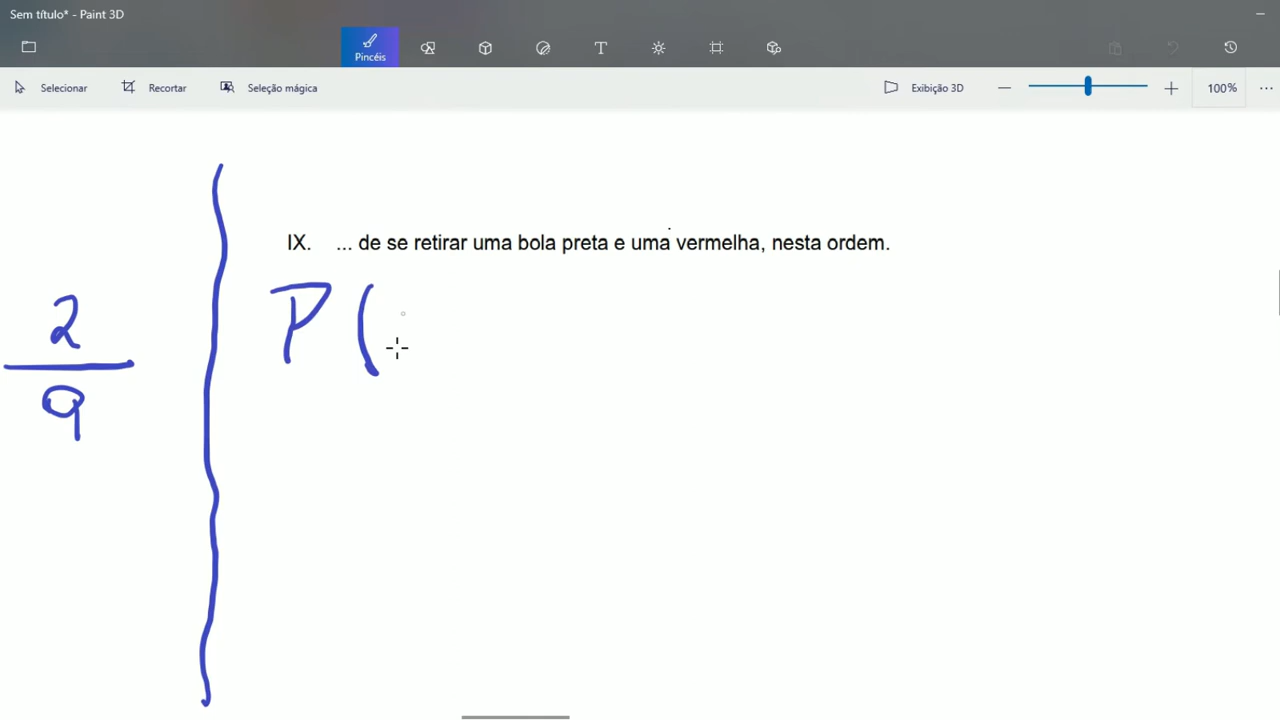 Sem título* - Paint 3D
Pincéis
Selecionar Recortar Seleção mágica Exibição 3D 100%
IX. ... de se retirar uma bola preta e uma vermelha, nesta ordem.
P (
2
9